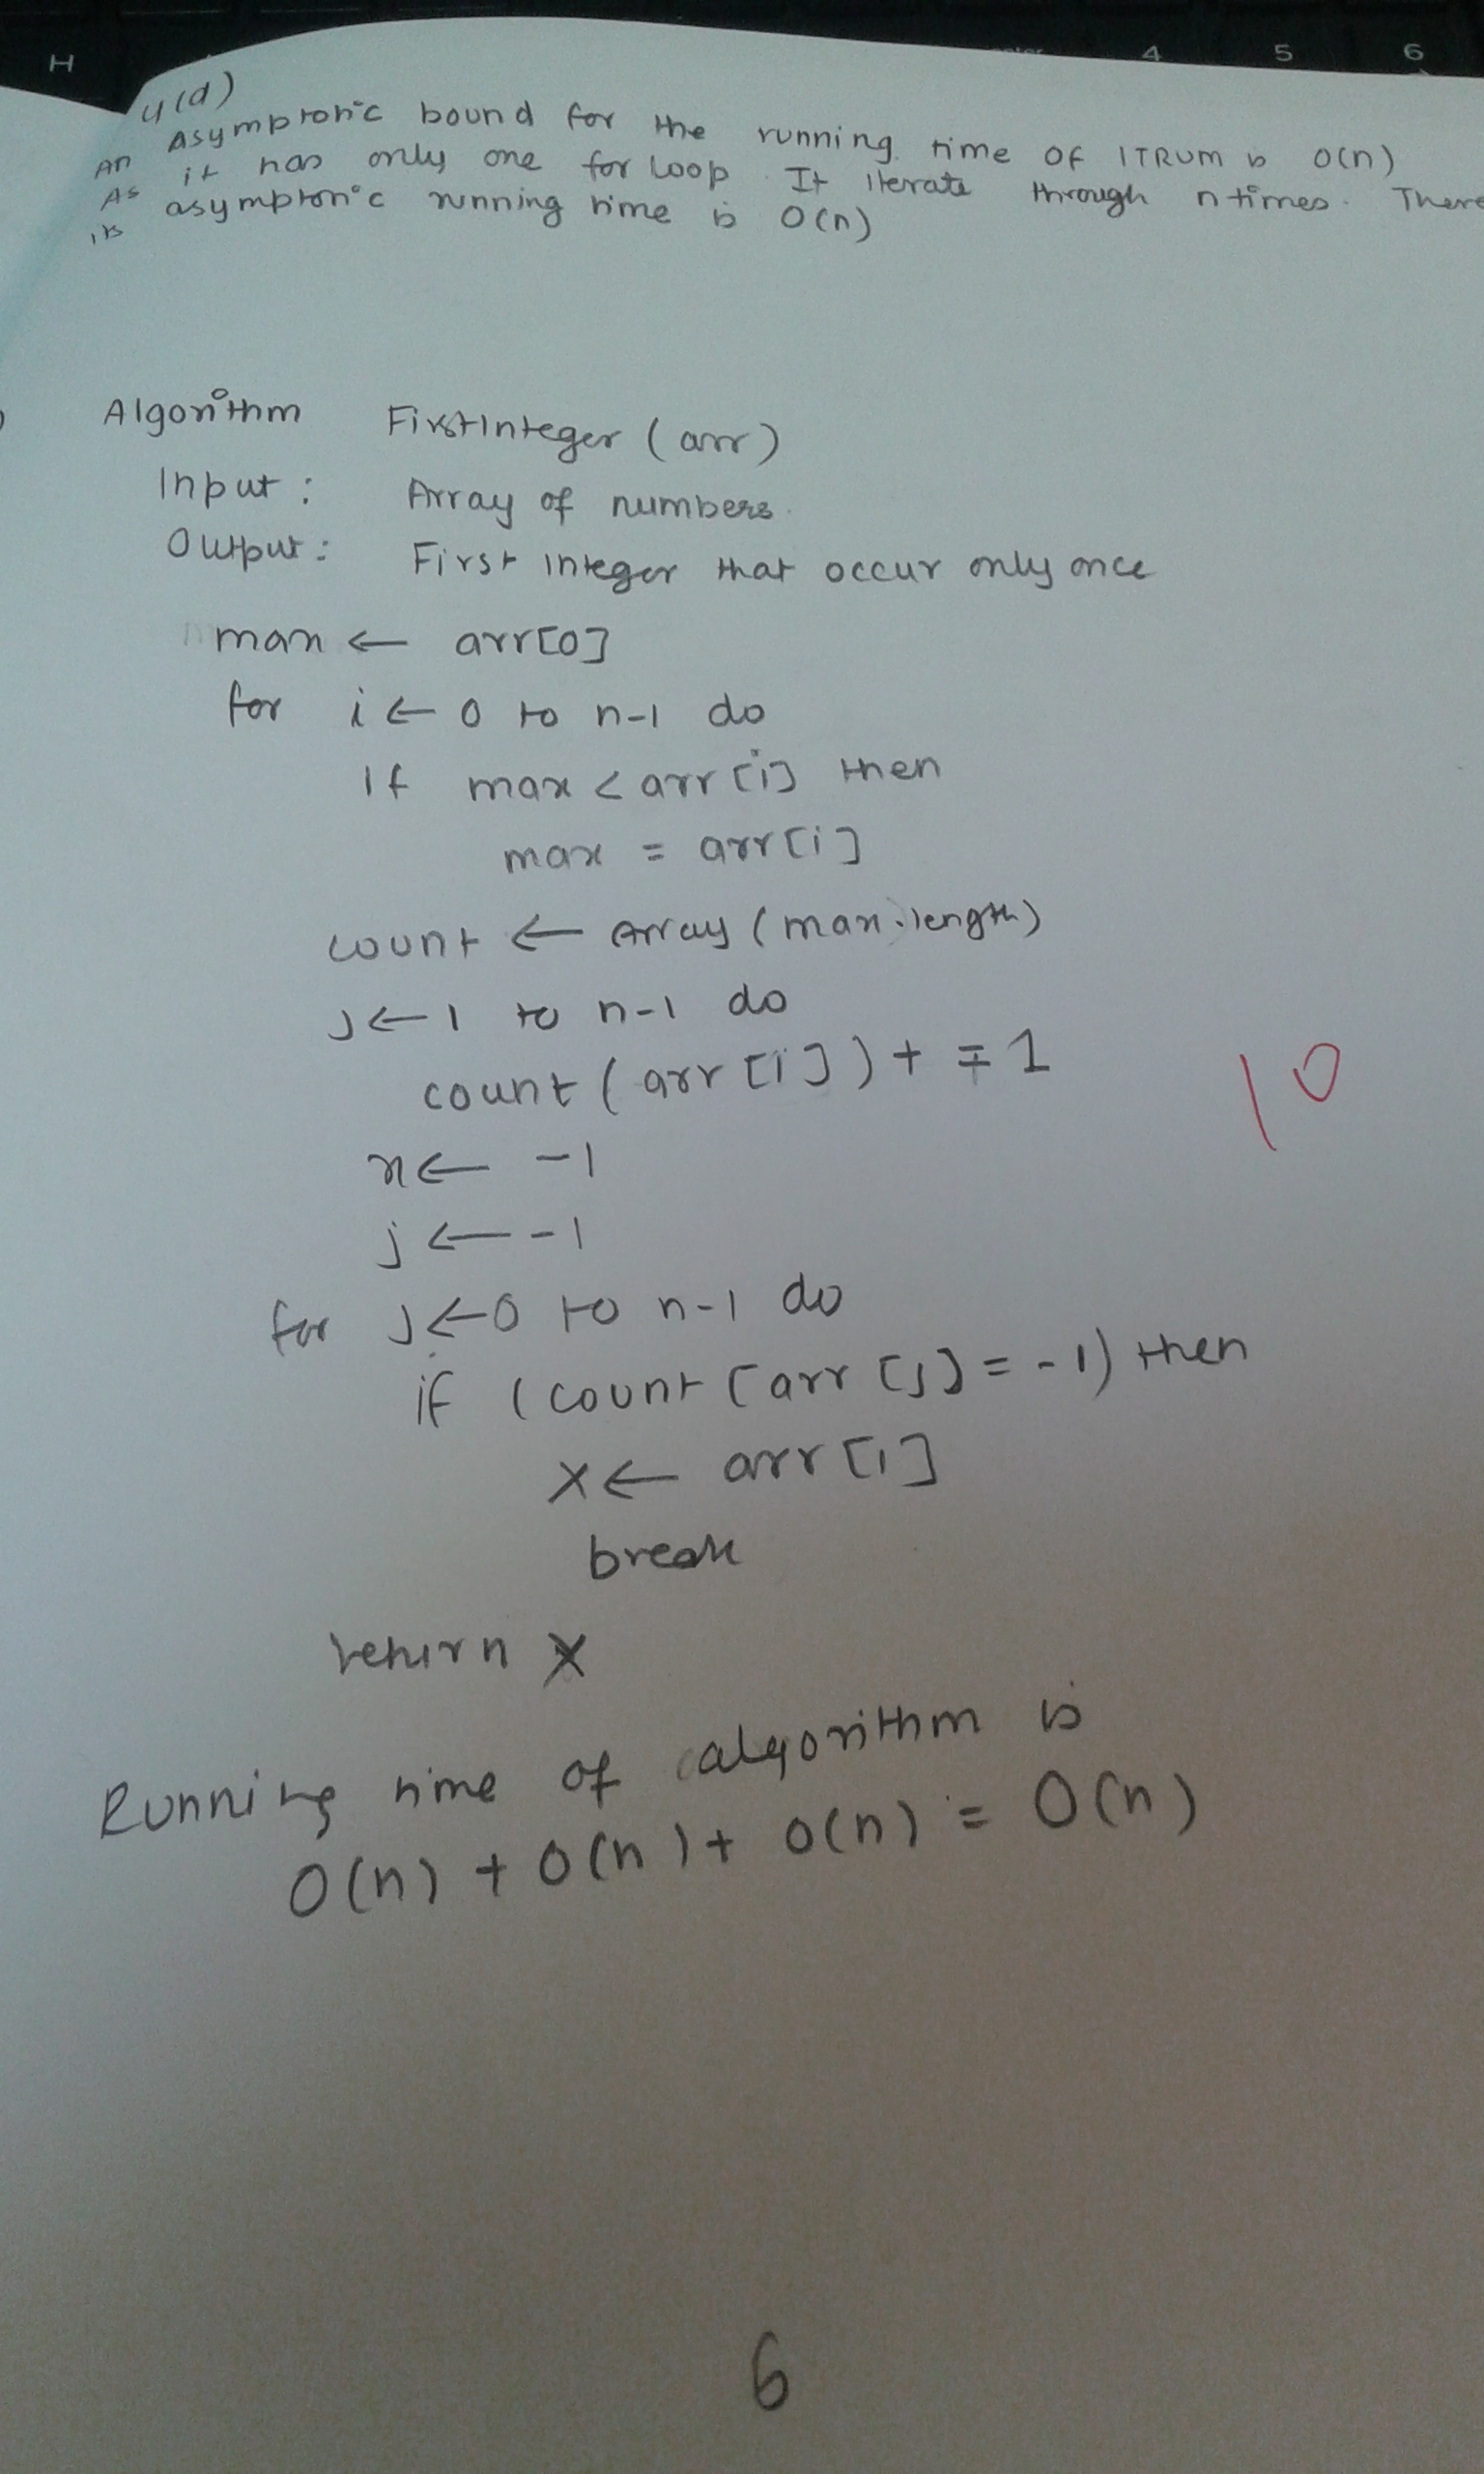 H 4 5 6
4(d)
An Asymptotic bound for the running time of ITRUM is O(n)
As it has only one for loop. It iterate through n times. There
its asymptotic running time is O(n)
Algorithm FirstInteger (arr)
Input : Array of numbers.
Output : First integer that occur only once
max ← arr[0]
for i ← 0 to n-1 do
If max < arr[i] then
max = arr[i]
count ← Array (max.length)
j ← 1 to n-1 do
count (arr[i]) + = 1
x ← -1
j ← -1
for j ← 0 to n-1 do
if (count [arr [j] = -1) then
x ← arr[i]
break
return x
10
Running time of algorithm is
O(n) + O(n) + O(n) = O(n)
6